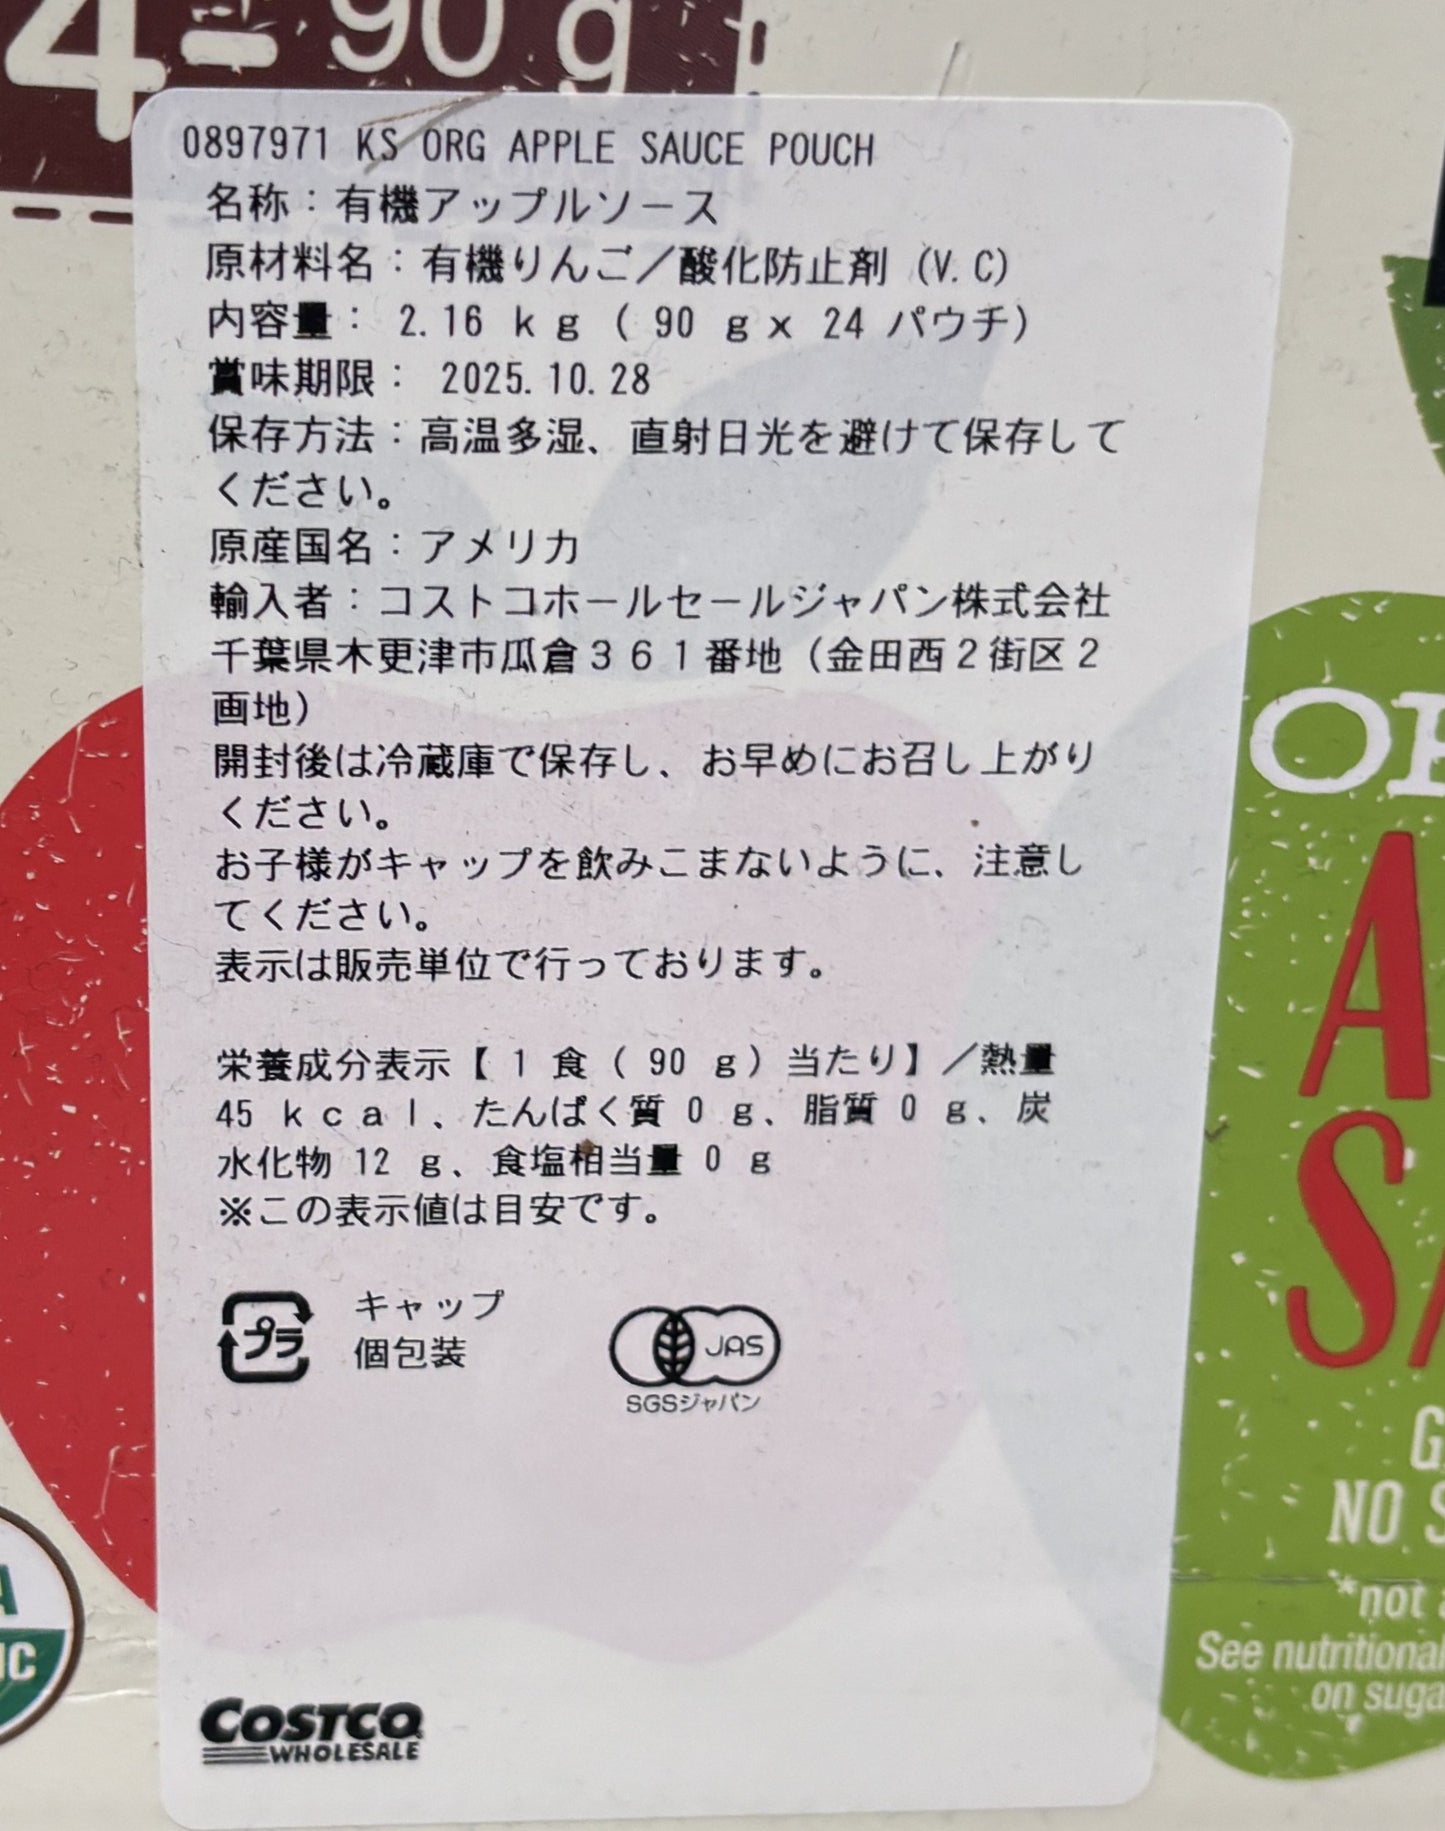 4- 90 g
0897971 KS ORG APPLE SAUCE POUCH
名称：有機アップルソース
原材料名：有機りんご／酸化防止剤 (V.C)
内容量： 2.16 kg ( 90 gx 24 パウチ)
賞味期限： 2025.10.28
保存方法：高温多湿、直射日光を避けて保存して
ください。
原産国名：アメリカ
輸入者：コストコホールセールジャパン株式会社
千葉県木更津市瓜倉３６１番地（金田西２街区２
画地）
開封後は冷蔵庫で保存し、お早めにお召し上がり
ください。
お子様がキャップを飲みこまないように、注意し
てください。
表示は販売単位で行っております。
栄養成分表示【 1 食 ( 90 g) 当たり】／熱量
45 kcal、たんぱく質 0 g、脂質 0 g、炭
水化物 12 g、食塩相当量 0 g
※この表示値は目安です。
プラ
キャップ
個包装
JAS
SGSジャパン
COSTCO
WHOLESALE
A
IC
OR
A
SA
G
NO S
*not a
See nutritional
on suga